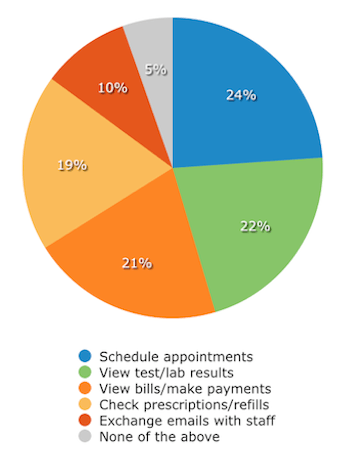 5%
24%
10%
19%
22%
21%
Schedule appointments
View test/lab results
View bills/make payments
Check prescriptions/refills
Exchange emails with staff
None of the above